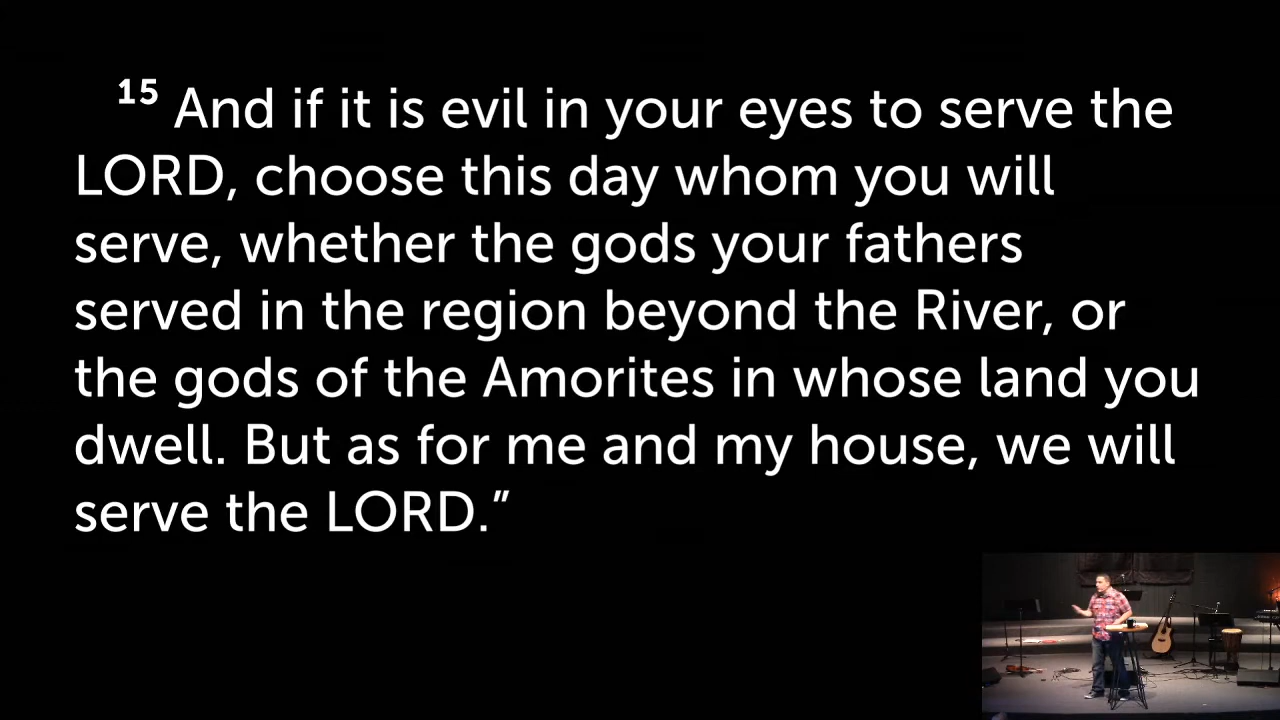 15 And if it is evil in your eyes to serve the
LORD, choose this day whom you will
serve, whether the gods your fathers
served in the region beyond the River, or
the gods of the Amorites in whose land you
dwell. But as for me and my house, we will
serve the LORD.”